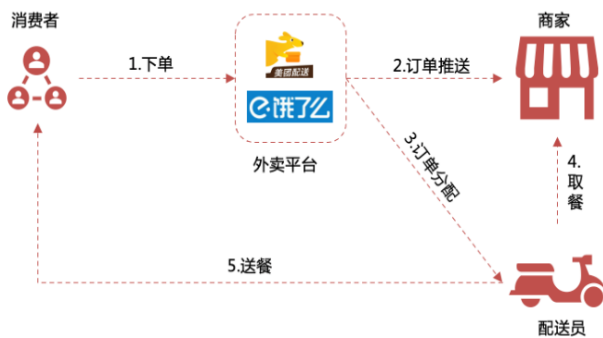 消费者
商家
1.下单
美团配送
2.订单推送
e·饿了么
外卖平台
3.订单分配
4.取餐
5.送餐
配送员